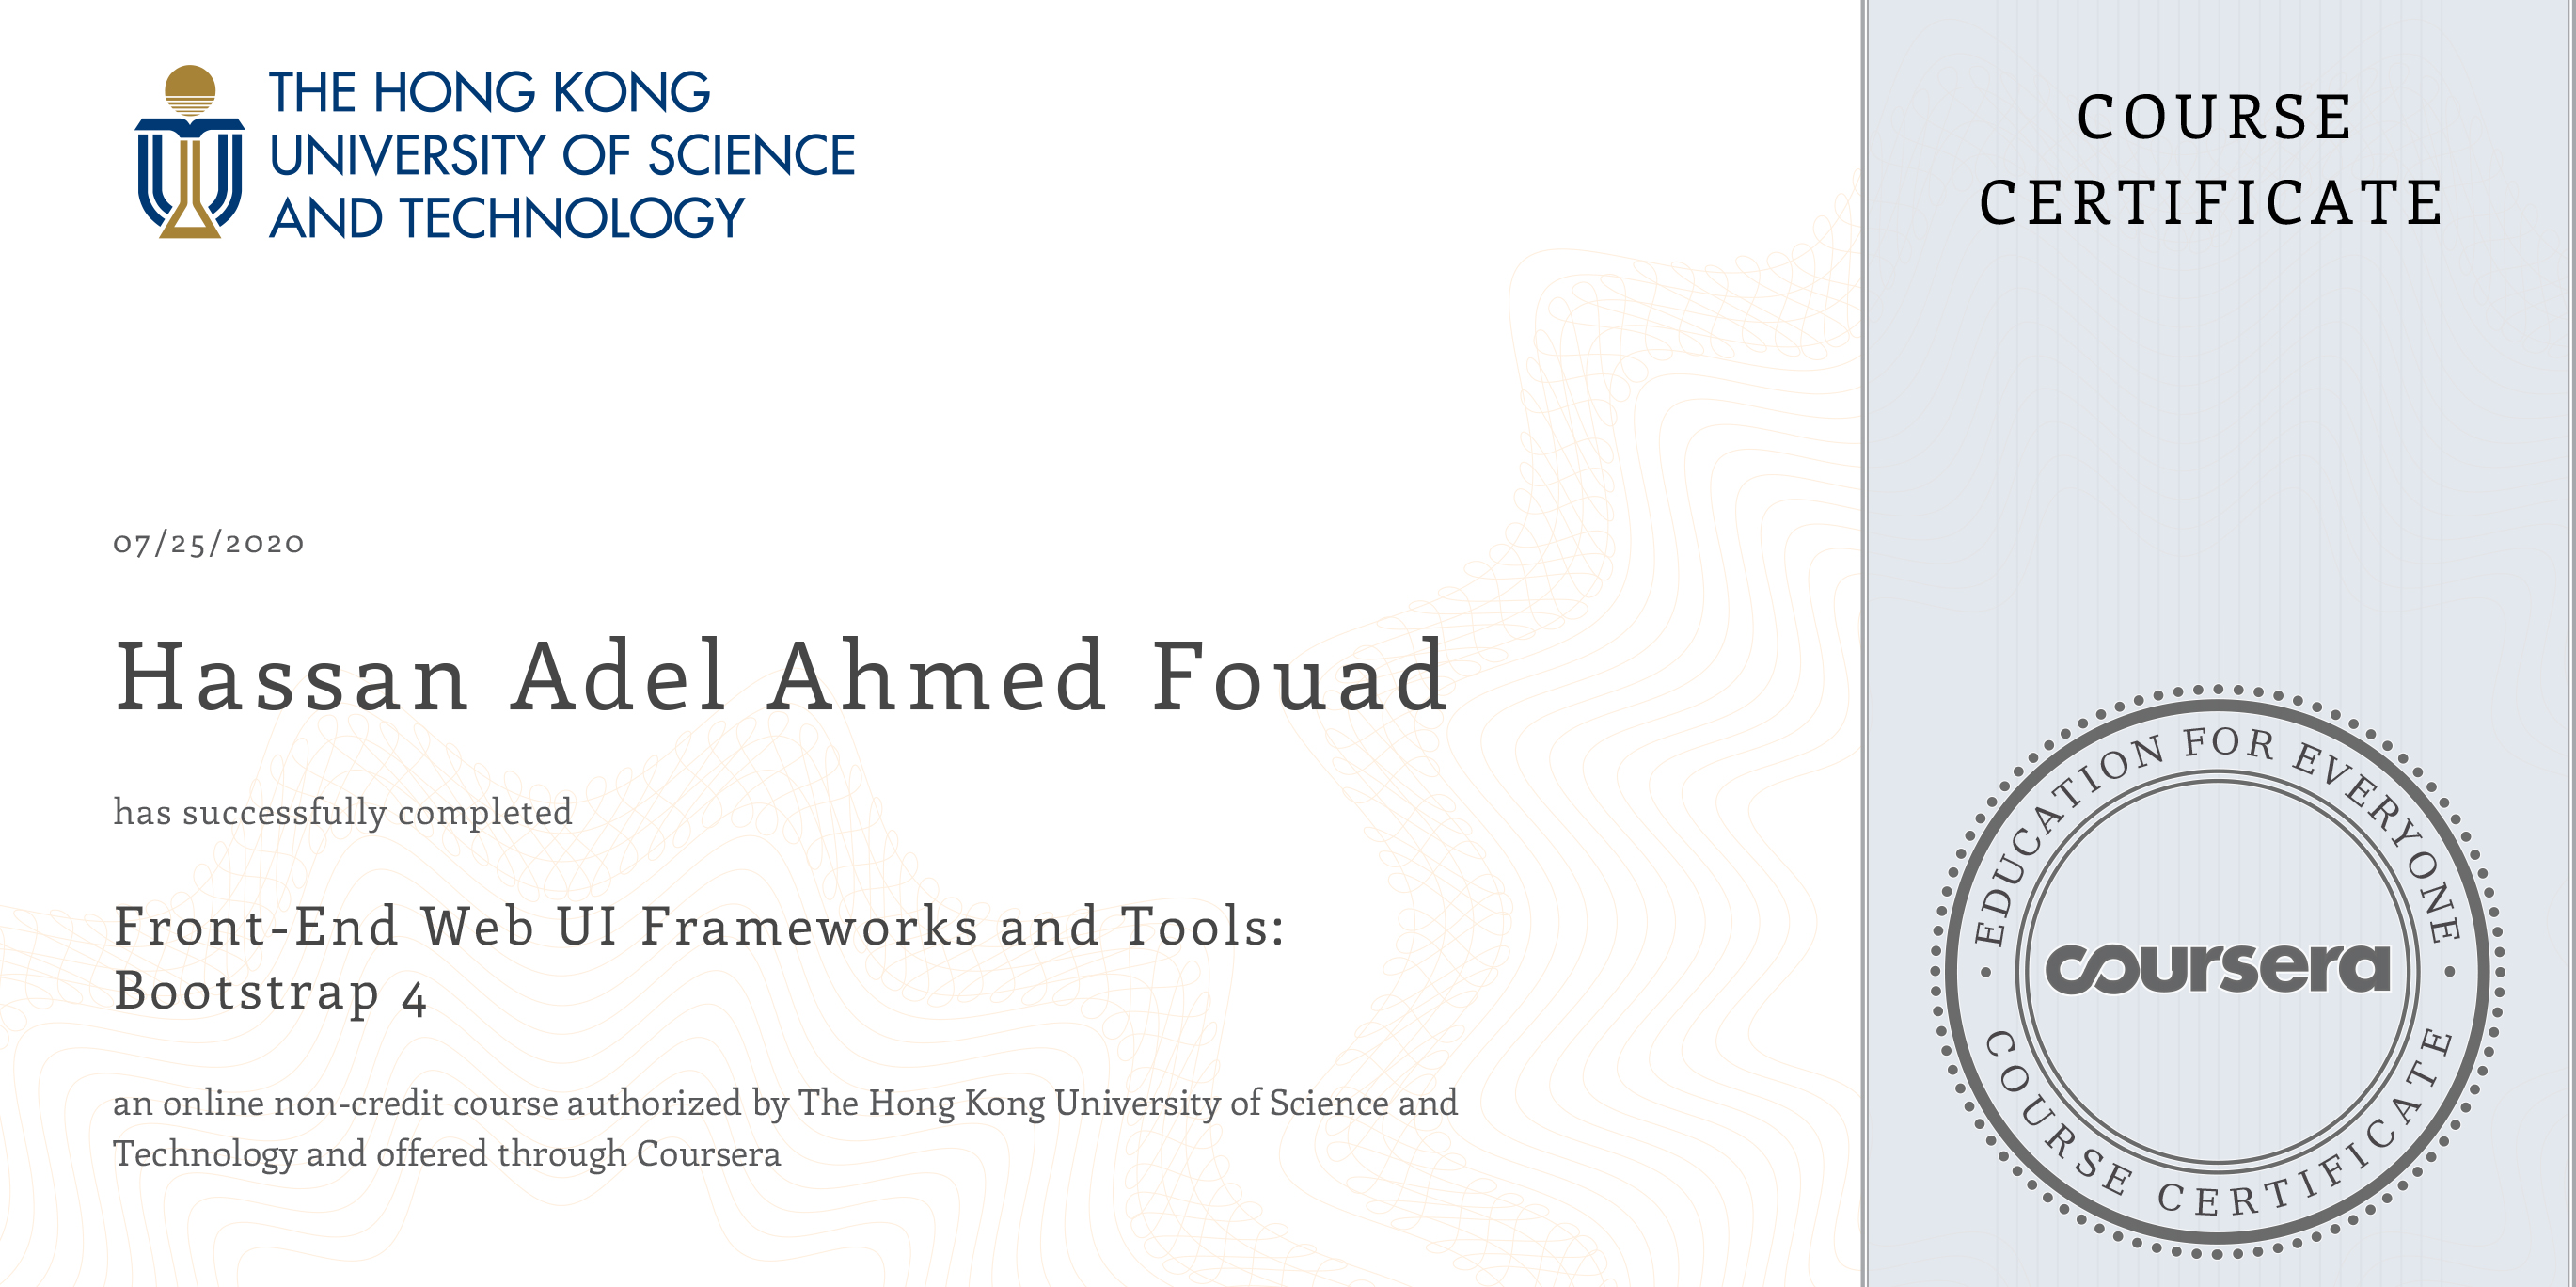 THE HONG KONG
UNIVERSITY OF SCIENCE
AND TECHNOLOGY
07/25/2020
Hassan Adel Ahmed Fouad
has successfully completed
Front-End Web UI Frameworks and Tools:
Bootstrap 4
an online non-credit course authorized by The Hong Kong University of Science and
Technology and offered through Coursera
COURSE
CERTIFICATE
EDUCATION FOR EVERYONE
coursera
COURSE CERTIFICATE